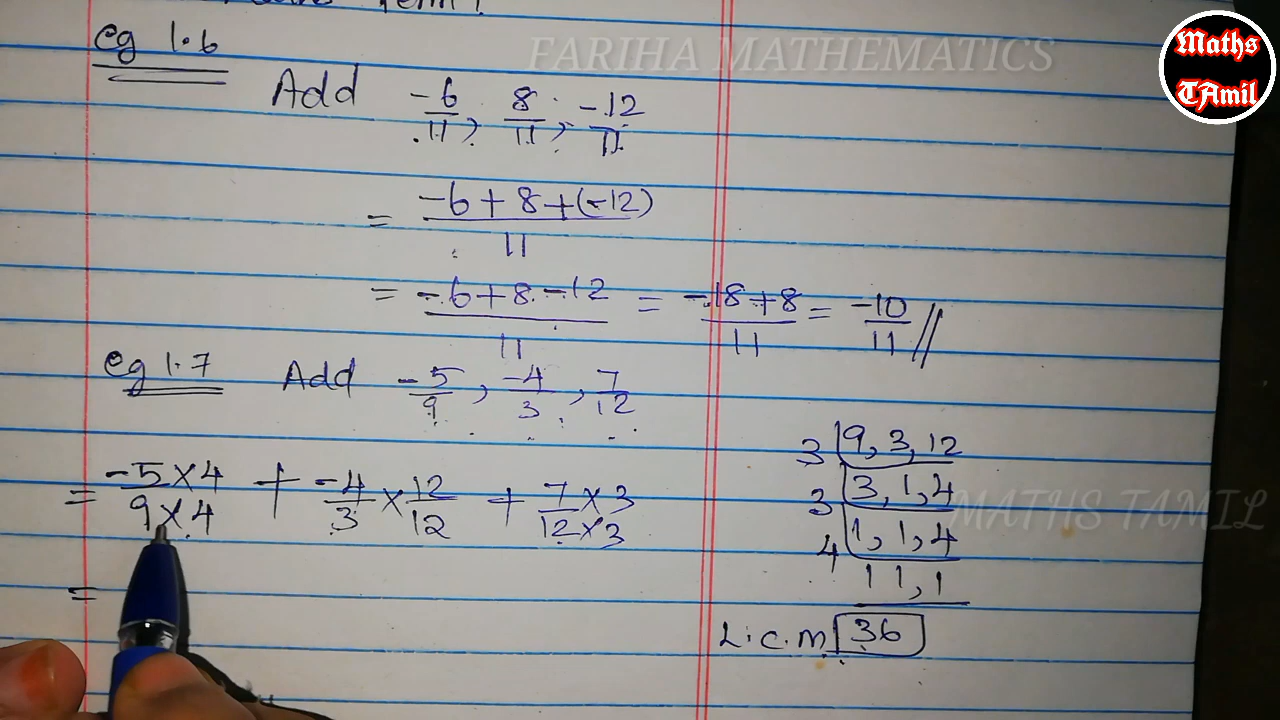 FARIHA MATHEMATICS
Maths
TAmil
eg 1.6
Add -6/11, 8/11, -12/11
= -6+8+(-12)/11
= -6+8-12/11 = -18+8/11 = -10/11 //
eg 1.7 Add -5/9, -4/3, 7/12
= -5×4/9×4 + -4/3 × 12/12 + 7×3/12×3
=
3 | 9, 3, 12
3 | 3, 1, 4
4 | 1, 1, 4
1 1, 1
L.c.m 36
MATHS TAMIL